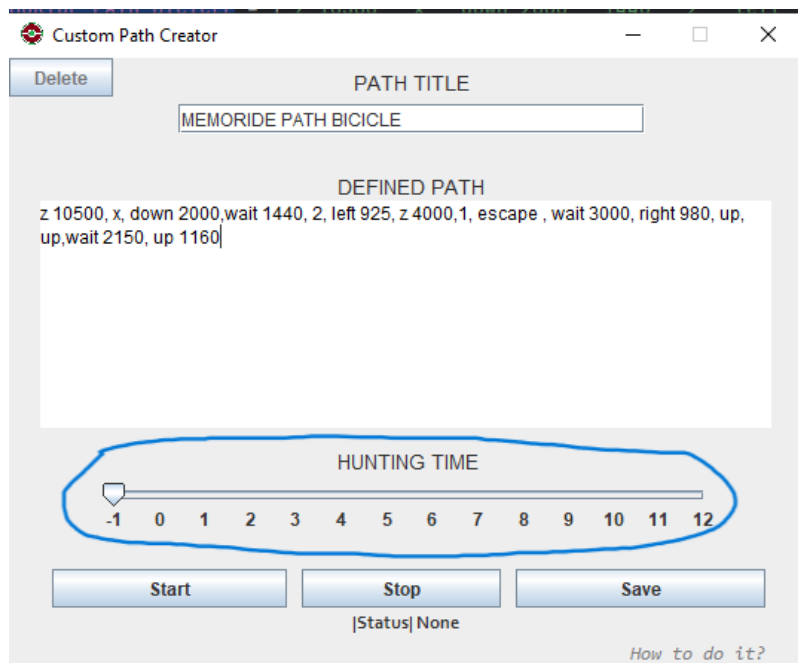 Custom Path Creator
Delete
PATH TITLE
MEMORIDE PATH BICICLE
DEFINED PATH
z 10500, x, down 2000,wait 1440, 2, left 925, z 4000,1, escape , wait 3000, right 980, up,
up,wait 2150, up 1160
HUNTING TIME
-1 0 1 2 3 4 5 6 7 8 9 10 11 12
Start Stop Save
|Status| None
How to do it?